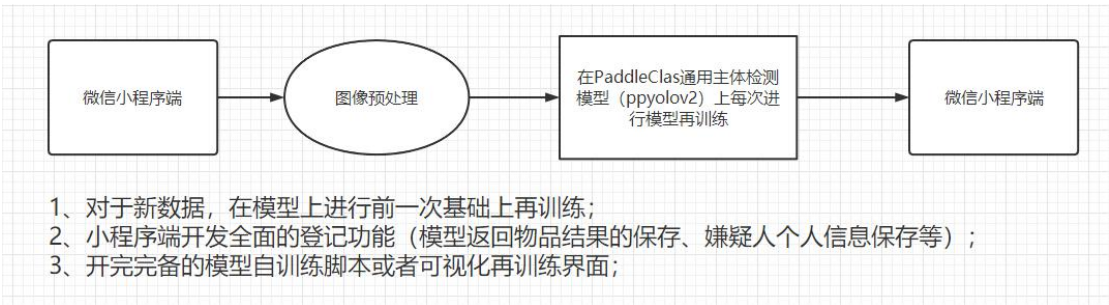 微信小程序端
图像预处理
在PaddleClas通用主体检测
模型（ppyolov2）上每次进
行模型再训练
微信小程序端
1、对于新数据，在模型上进行前一次基础上再训练；
2、小程序端开发全面的登记功能（模型返回物品结果的保存、嫌疑人个人信息保存等）；
3、开完完备的模型自训练脚本或者可视化再训练界面；